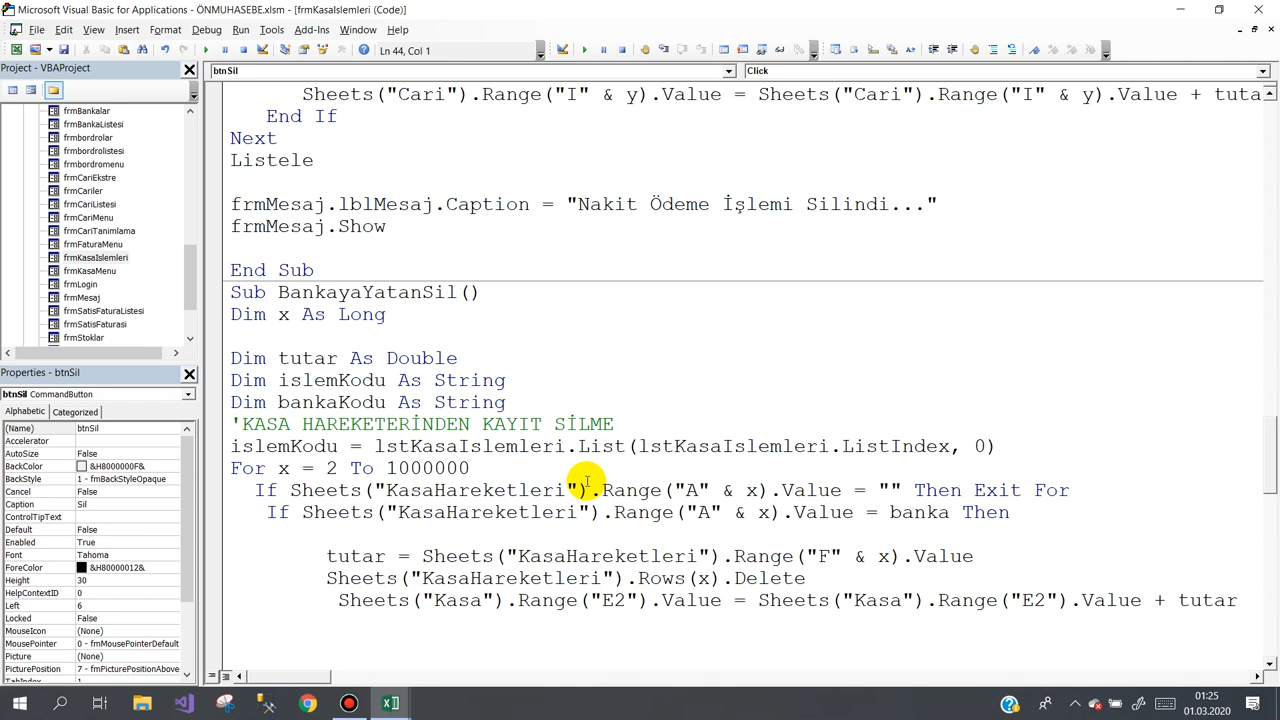 Microsoft Visual Basic for Applications - ÖNMUHASEBE.xlsm - [frmKasaIslemleri (Code)]
File Edit View Insert Format Debug Run Tools Add-Ins Window Help
Ln 44, Col 1
Project - VBAProject
frmBankalar
frmBankaListesi
frmbordrolar
frmbordrolistesi
frmbordromenu
frmCariEkstre
frmCariler
frmCariListesi
frmCariMenu
frmCariTanimlama
frmFaturaMenu
frmKasaIslemleri
frmKasaMenu
frmLogin
frmMesaj
frmSatisFaturaListesi
frmSatisFaturasi
frmStoklar
Properties - btnSil
btnSil CommandButton
Alphabetic Categorized
(Name) btnSil
Accelerator
AutoSize False
BackColor &H8000000F&
BackStyle 1 - fmBackStyleOpaque
Cancel False
Caption Sil
ControlTipText
Default False
Enabled True
Font Tahoma
ForeColor &H80000012&
Height 30
HelpContextID 0
Left 6
Locked False
MouseIcon (None)
MousePointer 0 - fmMousePointerDefault
Picture (None)
PicturePosition 7 - fmPicturePositionAbove
TabIndex 1
btnSil Click
Sheets("Cari").Range("I" & y).Value = Sheets("Cari").Range("I" & y).Value + tuta
End If
Next
Listele
frmMesaj.lblMesaj.Caption = "Nakit Ödeme İşlemi Silindi..."
frmMesaj.Show
End Sub
Sub BankayaYatanSil()
Dim x As Long
Dim tutar As Double
Dim islemKodu As String
Dim bankaKodu As String
'KASA HAREKETERİNDEN KAYIT SİLME
islemKodu = lstKasaIslemleri.List(lstKasaIslemleri.ListIndex, 0)
For x = 2 To 1000000
If Sheets("KasaHareketleri").Range("A" & x).Value = "" Then Exit For
If Sheets("KasaHareketleri").Range("A" & x).Value = banka Then
tutar = Sheets("KasaHareketleri").Range("F" & x).Value
Sheets("KasaHareketleri").Rows(x).Delete
Sheets("Kasa").Range("E2").Value = Sheets("Kasa").Range("E2").Value + tutar
01:25
01.03.2020